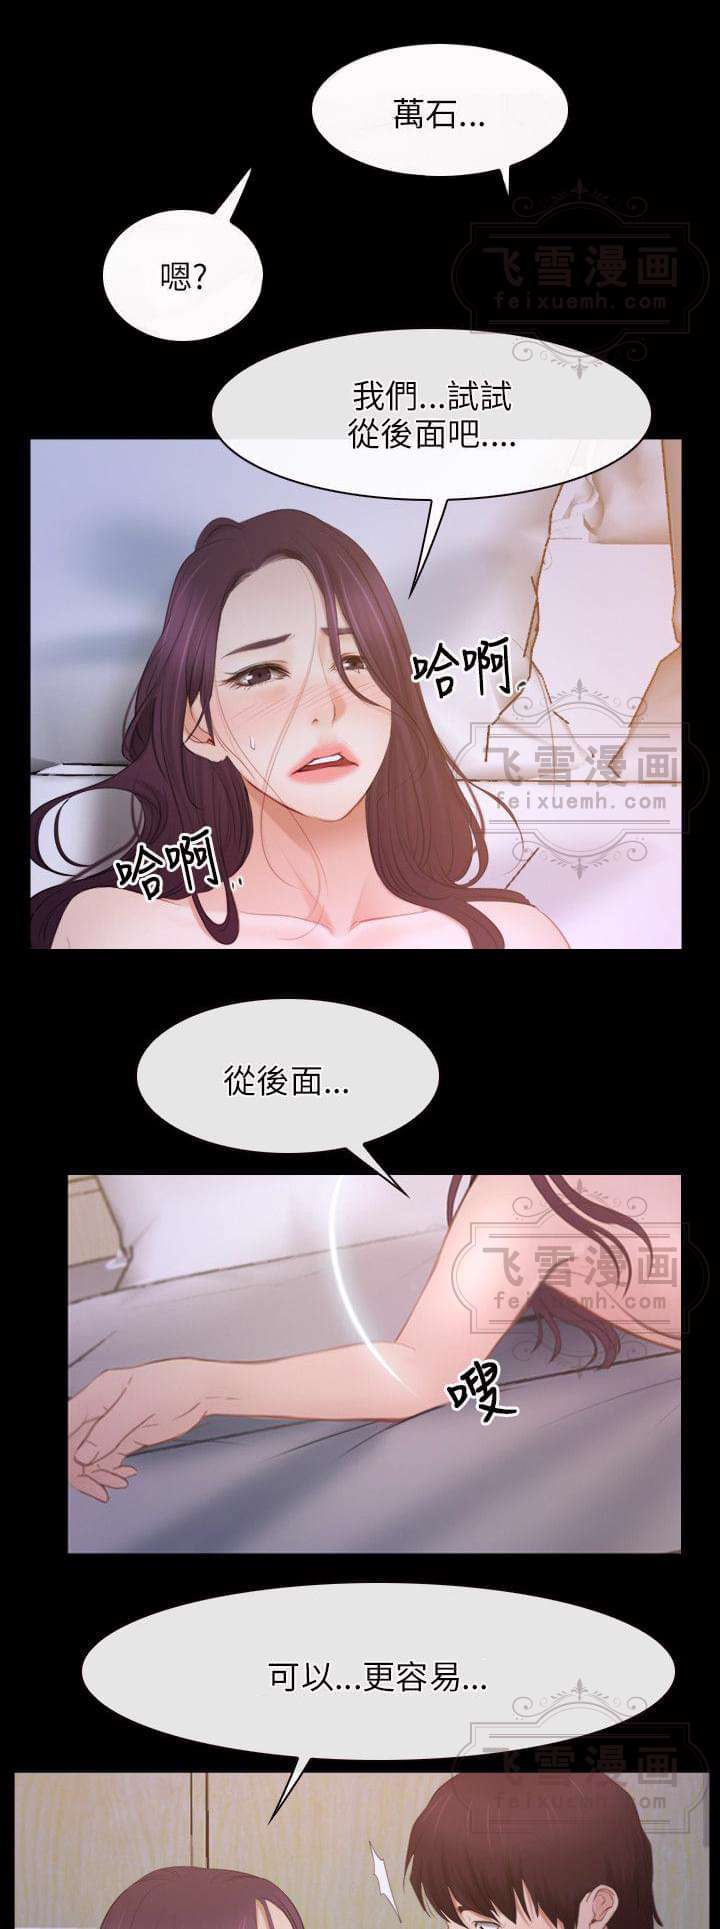 萬石...
嗯?
飞雪漫画
feixuemh.com
我們...試試
從後面吧....
哈啊
飞雪漫画
feixuemh.com
哈啊..
從後面...
飞雪漫画
feixuemh.com
嗖
可以...更容易...
飞雪漫画
feixuemh.com